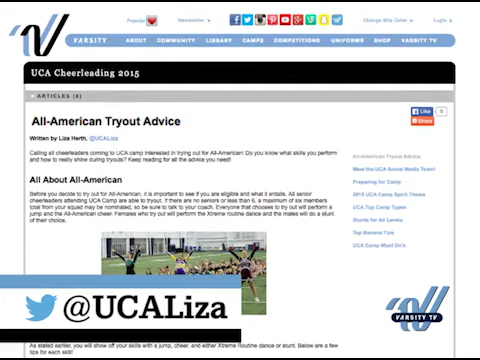 Popular
Newsletter
Change Site Color
Login
VARSITY
ABOUT COMMUNITY LIBRARY CAMPS COMPETITIONS UNIFORMS SHOP VARSITY TV
UCA Cheerleading 2015
ARTICLES (8)
All-American Tryout Advice
Like 0
Share
Written by Liza Herth, @UCALiza
Calling all cheerleaders coming to UCA camp interested in trying out for All-American! Do you know what skills you perform
and how to really shine during tryouts? Keep reading for all the advice you need!
All About All-American
Before you decide to try out for All-American, it is important to see if you are eligible and what it entails. All senior
cheerleaders attending UCA Camp are able to tryout. If there are no seniors or less than 6, a maximum of six members
total from your squad may be nominated, so be sure to talk to your coach. Everyone that chooses to try out will perform a
jump and the All-American cheer. Females who try out will perform the Xtreme routine dance and the males will do a stunt
of their choice.
All-American Tryout Advice
Meet the UCA Social Media Team!
Preparing for Camp
2015 UCA Camp Spirit Theme
UCA Top Camp Types
Stunts for All Levels
Top Banana Tips
UCA Camp Must Do's
@UCALiza
VARSITY TV
As stated earlier, you will show off your skills with a jump, cheer, and either Xtreme Routine dance or stunt. Below are a few
tips for each skill!